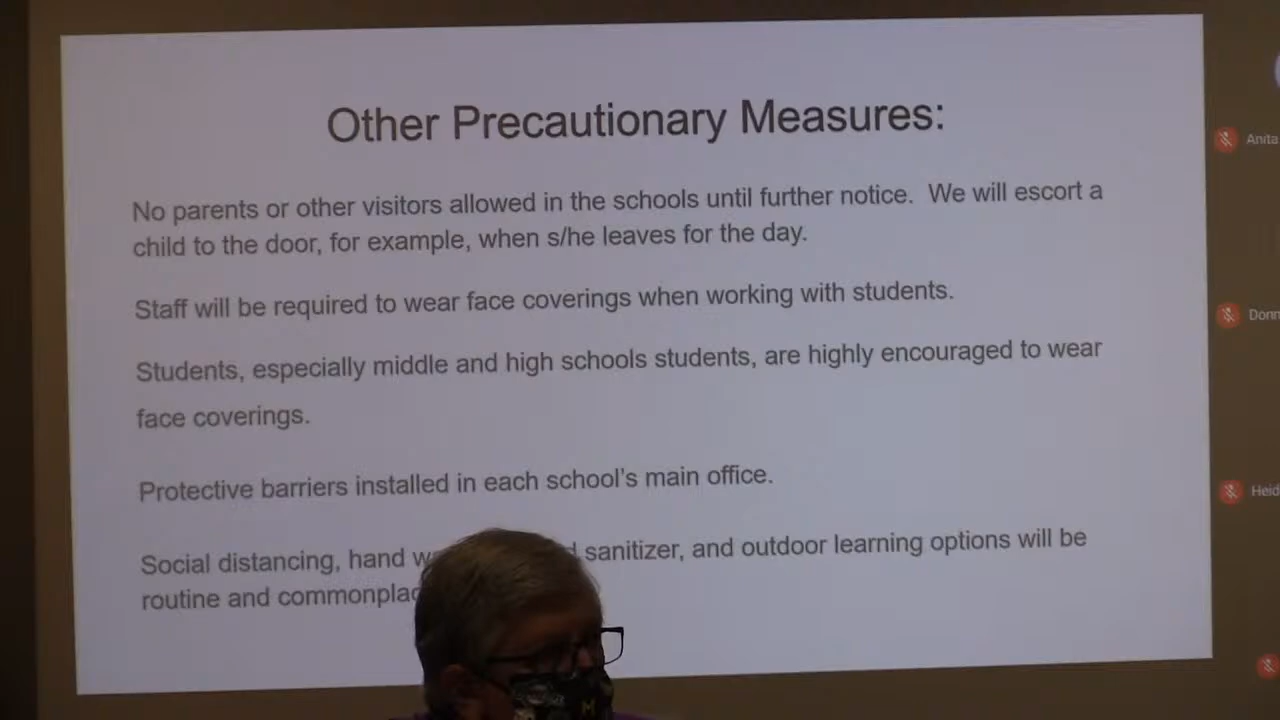 Other Precautionary Measures:
No parents or other visitors allowed in the schools until further notice. We will escort a
child to the door, for example, when s/he leaves for the day.
Staff will be required to wear face coverings when working with students.
Students, especially middle and high schools students, are highly encouraged to wear
face coverings.
Protective barriers installed in each school's main office.
Social distancing, hand sanitizer, and outdoor learning options will be
routine and
Anita
Donn
Heid
M